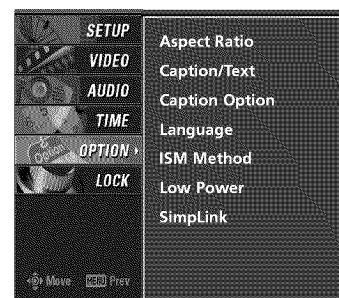 SETUP
VIDEO
AUDIO
TIME
OPTION
LOCK
Aspect Ratio
Caption/Text
Caption Option
Language
ISM Method
Low Power
SimpLink
Move MENU Prev